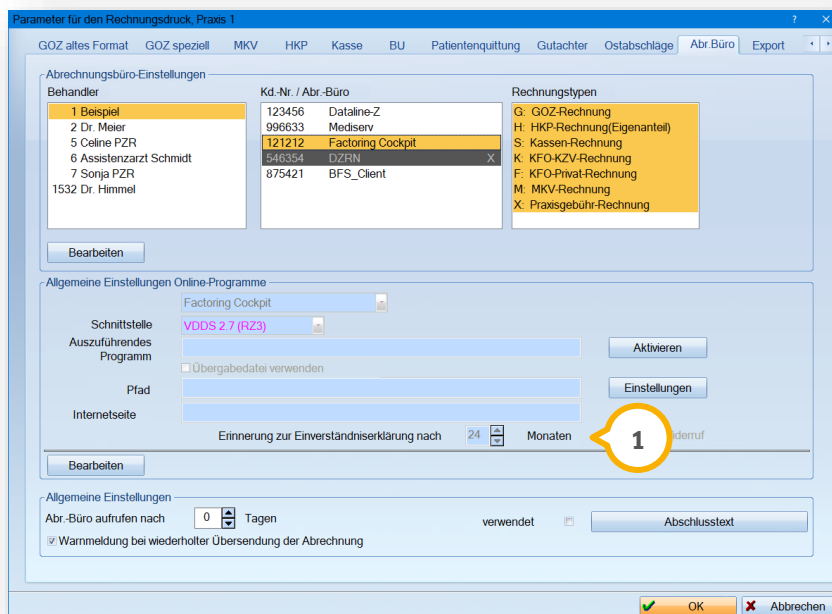 Parameter für den Rechnungsdruck, Praxis 1 ? X
GOZ altes Format GOZ speziell MKV HKP Kasse BU Patientenquittung Gutachter Ostabschläge Abr.Büro Export
Abrechnungsbüro-Einstellungen
Behandler Kd.-Nr. / Abr.-Büro Rechnungstypen
1 Beispiel 123456 Dataline-Z G: GOZ-Rechnung
2 Dr. Meier 996633 Mediserv H: HKP-Rechnung(Eigenanteil)
5 Celine PZR 121212 Factoring Cockpit S: Kassen-Rechnung
6 Assistenzarzt Schmidt 546354 DZRN X K: KFO-KZV-Rechnung
7 Sonja PZR 875421 BFS_Client F: KFO-Privat-Rechnung
1532 Dr. Himmel M: MKV-Rechnung
X: Praxisgebühr-Rechnung
Bearbeiten
Allgemeine Einstellungen Online-Programme
Factoring Cockpit
Schnittstelle VDDS 2.7 (RZ3)
Auszuführendes
Programm Aktivieren
Übergabedatei verwenden
Pfad Einstellungen
Internetseite
Erinnerung zur Einverständniserklärung nach 24 Monaten 1 iderruf
Bearbeiten
Allgemeine Einstellungen
Abr.-Büro aufrufen nach 0 Tagen verwendet Abschlusstext
Warnmeldung bei wiederholter Übersendung der Abrechnung
OK X Abbrechen